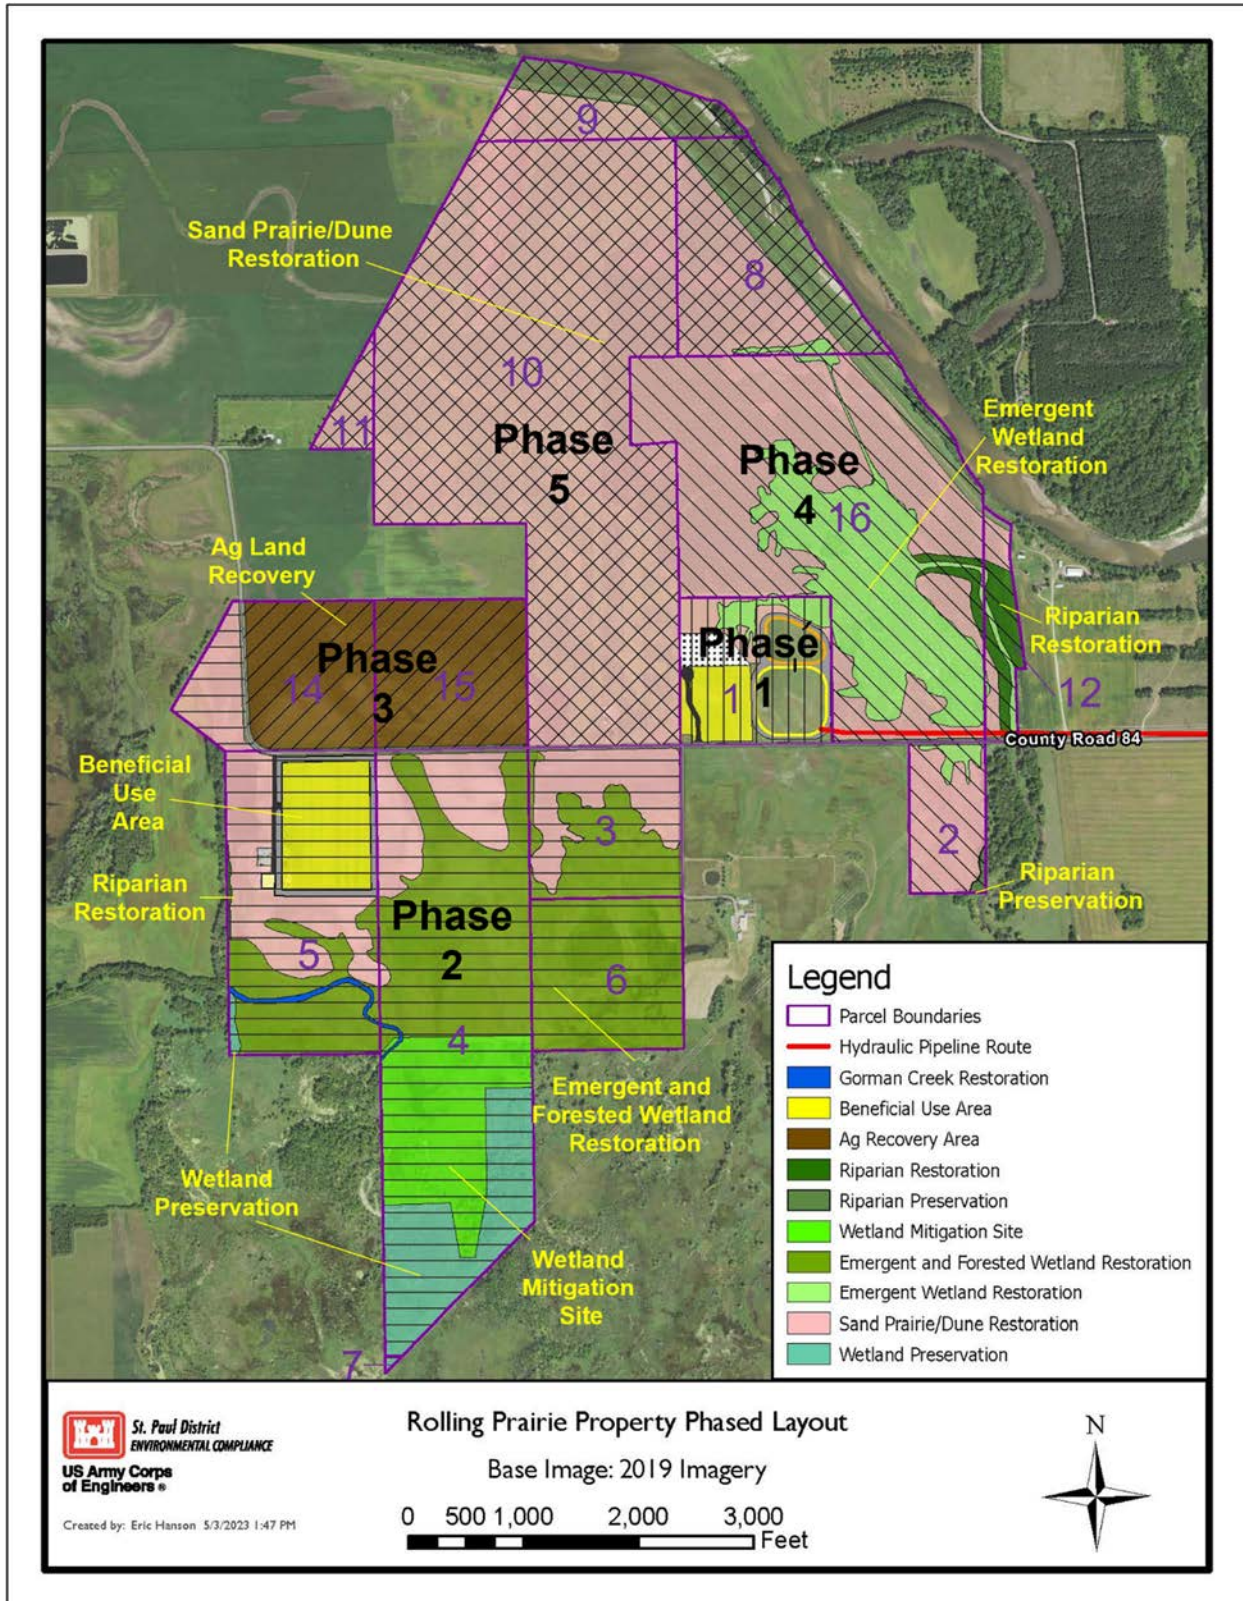 9
Sand Prairie/Dune
Restoration
8
10
11
Phase
5
Emergent
Wetland
Restoration
Phase
4
16
Ag Land
Recovery
Phase
3
14
15
Phase
1
1
Riparian
Restoration
12
County Road 84
Beneficial
Use
Area
3
2
Riparian
Restoration
Riparian
Preservation
Phase
2
5
6
4
Emergent and
Forested Wetland
Restoration
Wetland
Preservation
Wetland
Mitigation
Site
7
Legend
Parcel Boundaries
Hydraulic Pipeline Route
Gorman Creek Restoration
Beneficial Use Area
Ag Recovery Area
Riparian Restoration
Riparian Preservation
Wetland Mitigation Site
Emergent and Forested Wetland Restoration
Emergent Wetland Restoration
Sand Prairie/Dune Restoration
Wetland Preservation
St. Paul District
ENVIRONMENTAL COMPLIANCE
US Army Corps
of Engineers ®
Created by: Eric Hanson 5/3/2023 1:47 PM
Rolling Prairie Property Phased Layout
Base Image: 2019 Imagery
0 500 1,000 2,000 3,000
Feet
N